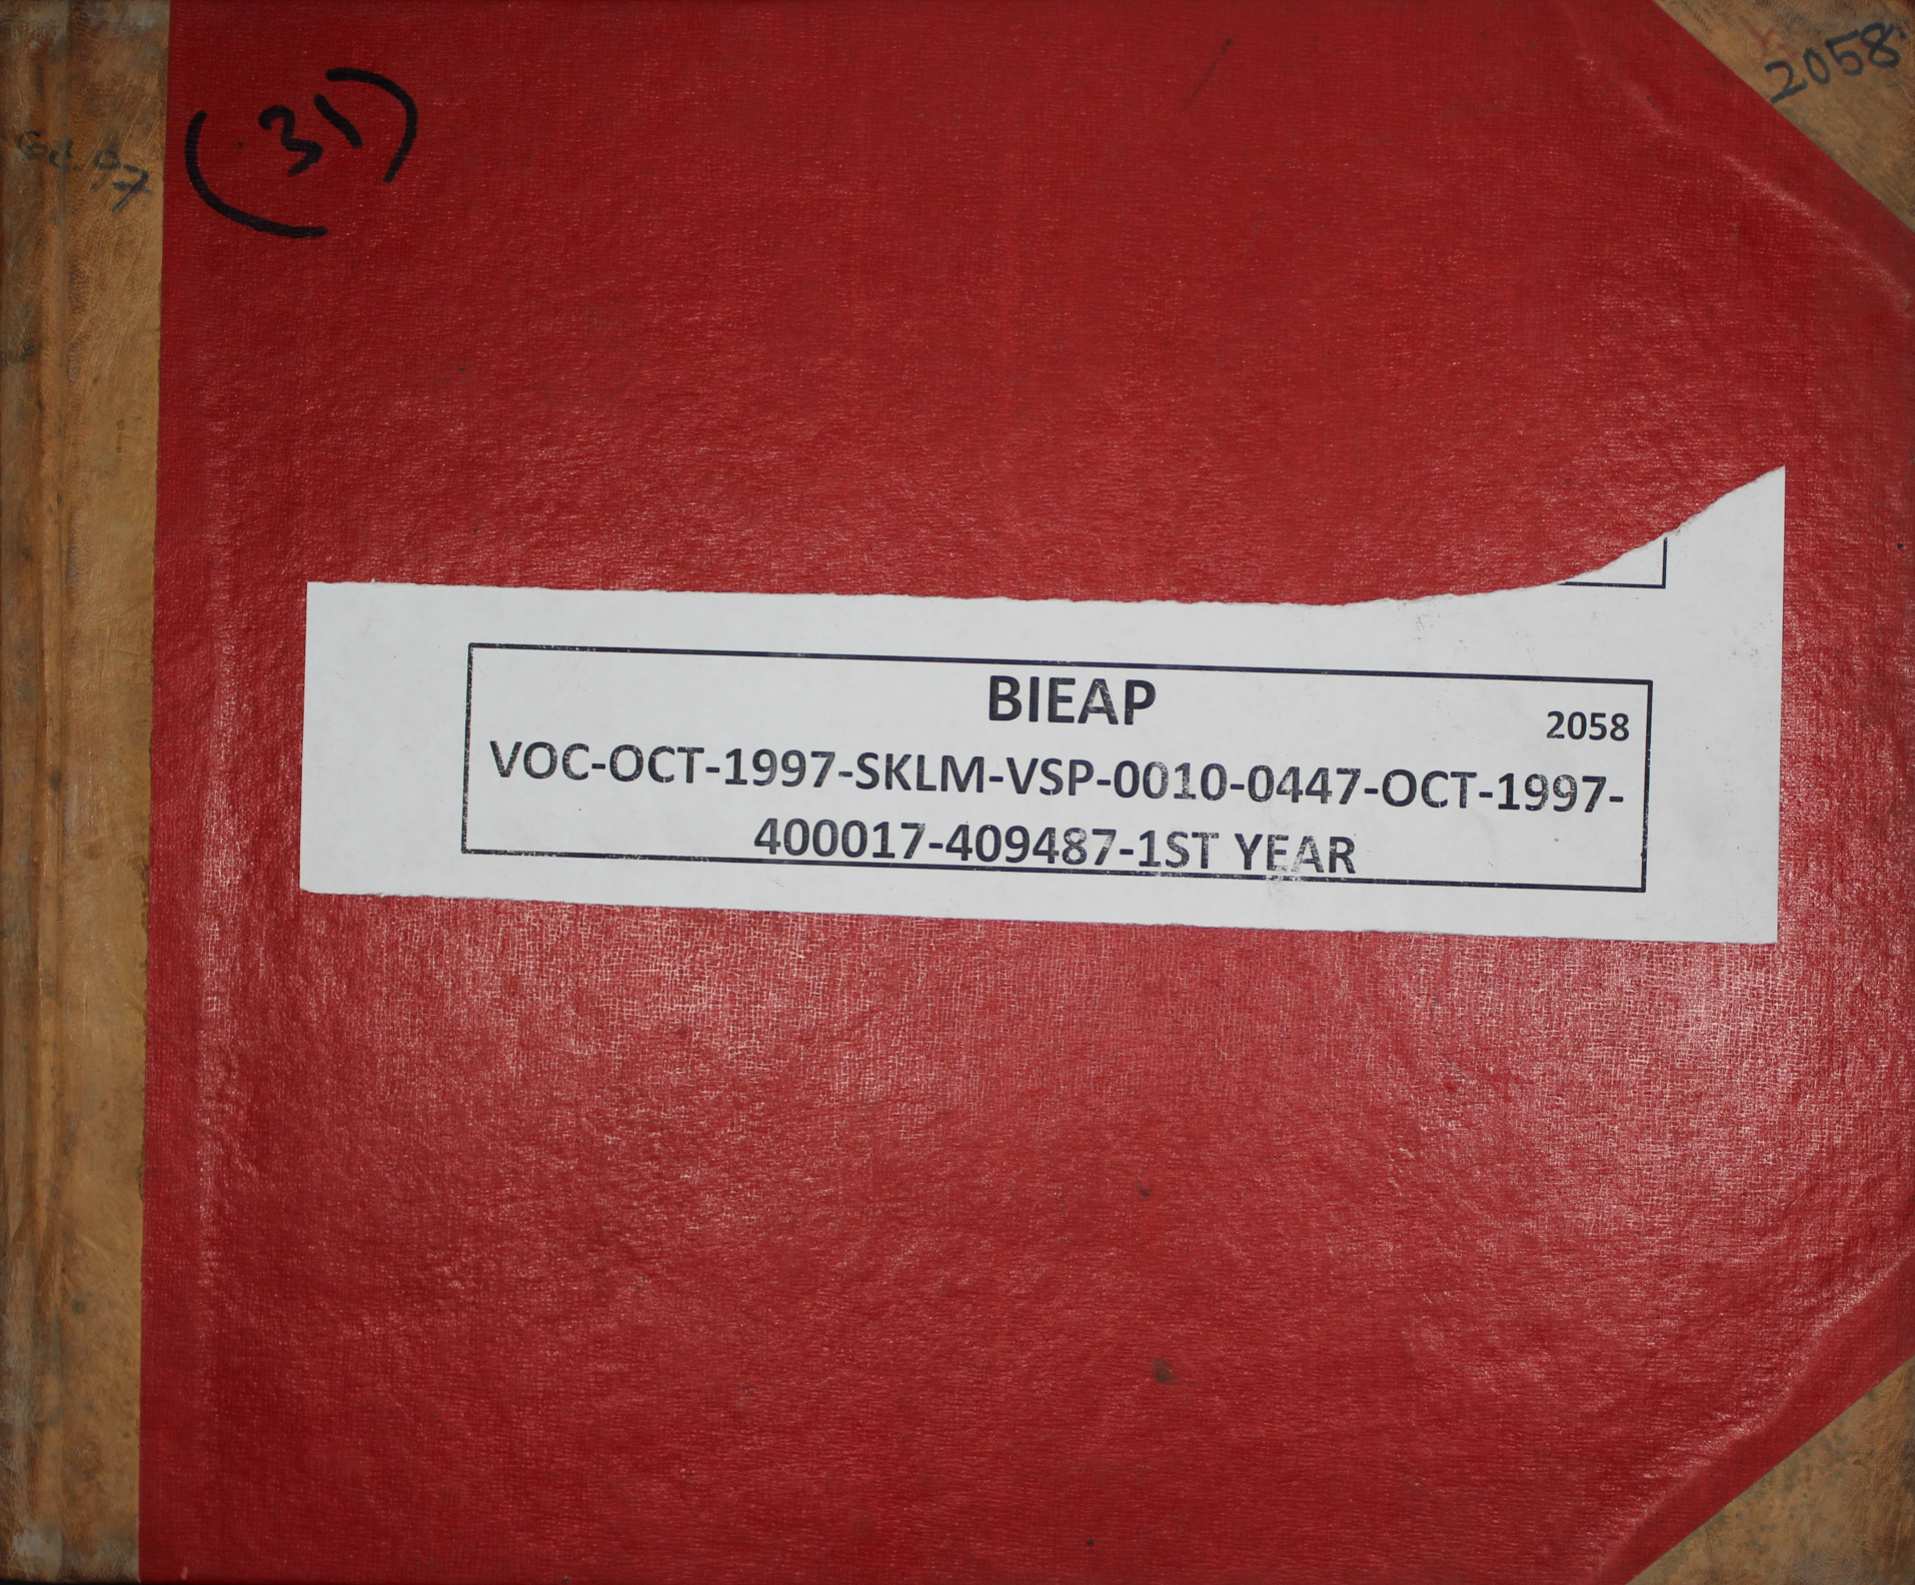 2058
(31)
BIEAP
2058
VOC-OCT-1997-SKLM-VSP-0010-0447-OCT-1997-
400017-409487-1ST YEAR